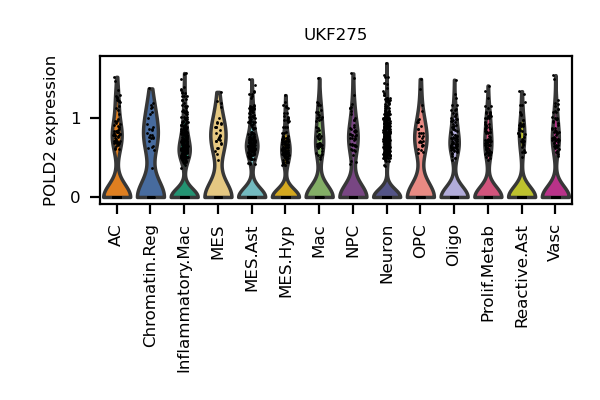 UKF275
POLD2 expression
1
0
AC
Chromatin.Reg
Inflammatory.Mac
MES
MES.Ast
MES.Hyp
Mac
NPC
Neuron
OPC
Oligo
Prolif.Metab
Reactive.Ast
Vasc